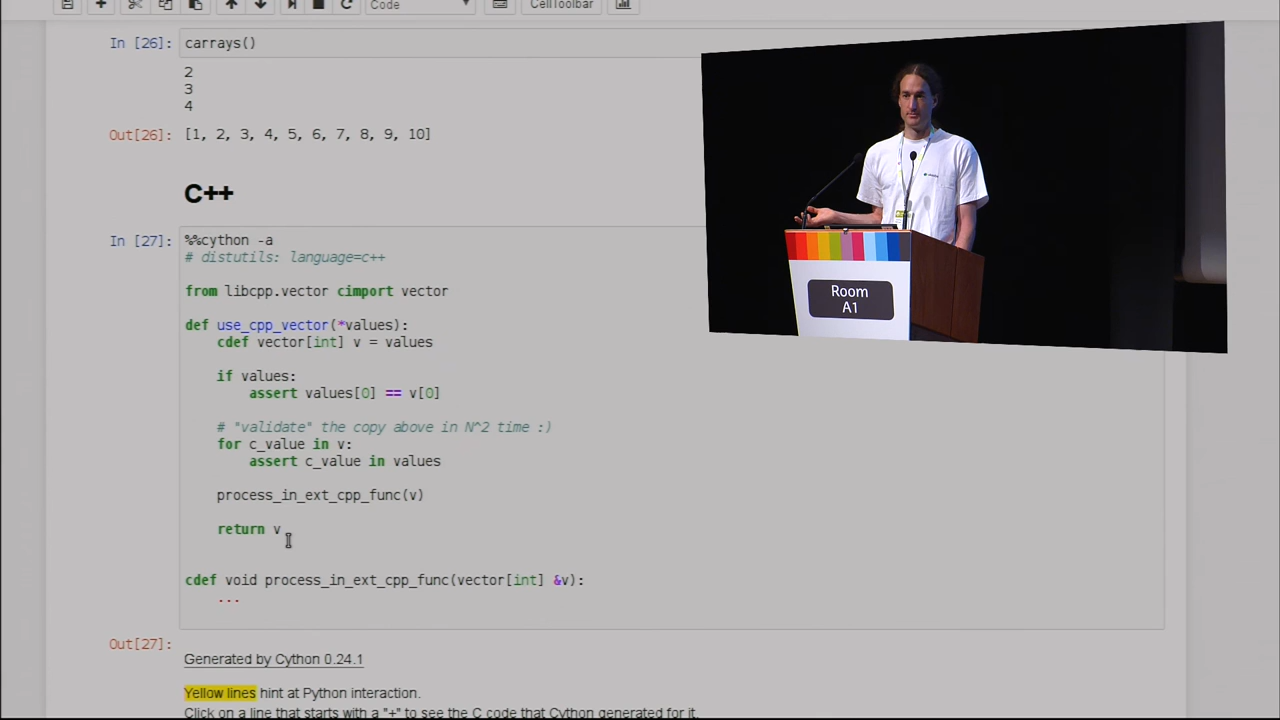 Code
CellToolbar
In [26]: carrays()
2
3
4
Out[26]: [1, 2, 3, 4, 5, 6, 7, 8, 9, 10]
C++
In [27]: %%cython -a
# distutils: language=c++
from libcpp.vector cimport vector
def use_cpp_vector(*values):
cdef vector[int] v = values
if values:
assert values[0] == v[0]
# "validate" the copy above in N^2 time :)
for c_value in v:
assert c_value in values
process_in_ext_cpp_func(v)
return v
cdef void process_in_ext_cpp_func(vector[int] &v):
...
Out[27]:
Generated by Cython 0.24.1
Yellow lines hint at Python interaction.
Click on a line that starts with a "+" to see the C code that Cython generated for it.
Room
A1